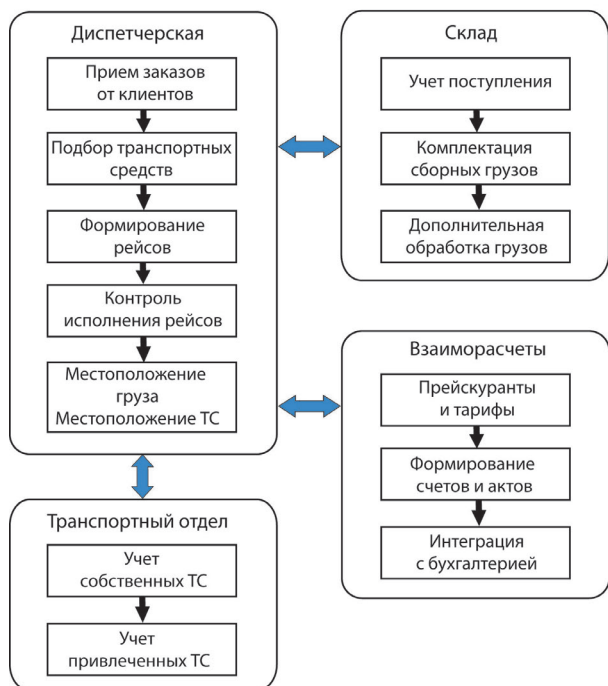 Диспетчерская
Прием заказов
от клиентов
Подбор транспортных
средств
Формирование
рейсов
Контроль
исполнения рейсов
Местоположение
груза
Местоположение ТС
Склад
Учет поступления
Комплектация
сборных грузов
Дополнительная
обработка грузов
Взаиморасчеты
Прейскуранты
и тарифы
Формирование
счетов и актов
Интеграция
с бухгалтерией
Транспортный отдел
Учет
собственных ТС
Учет
привлеченных ТС